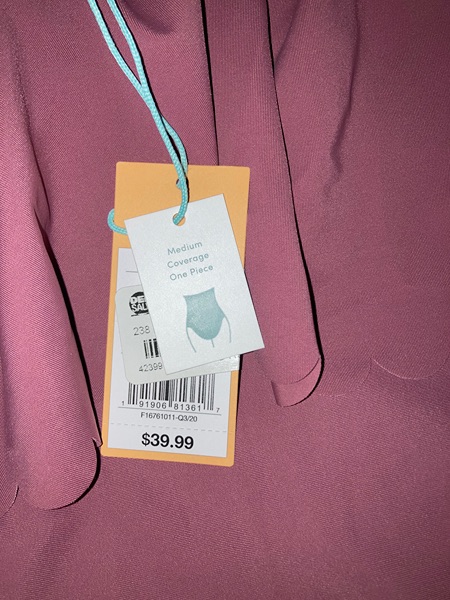 Medium
Coverage
One Piece
238
42399
1 91906 81361 7
F16761011-Q3/20
$39.99